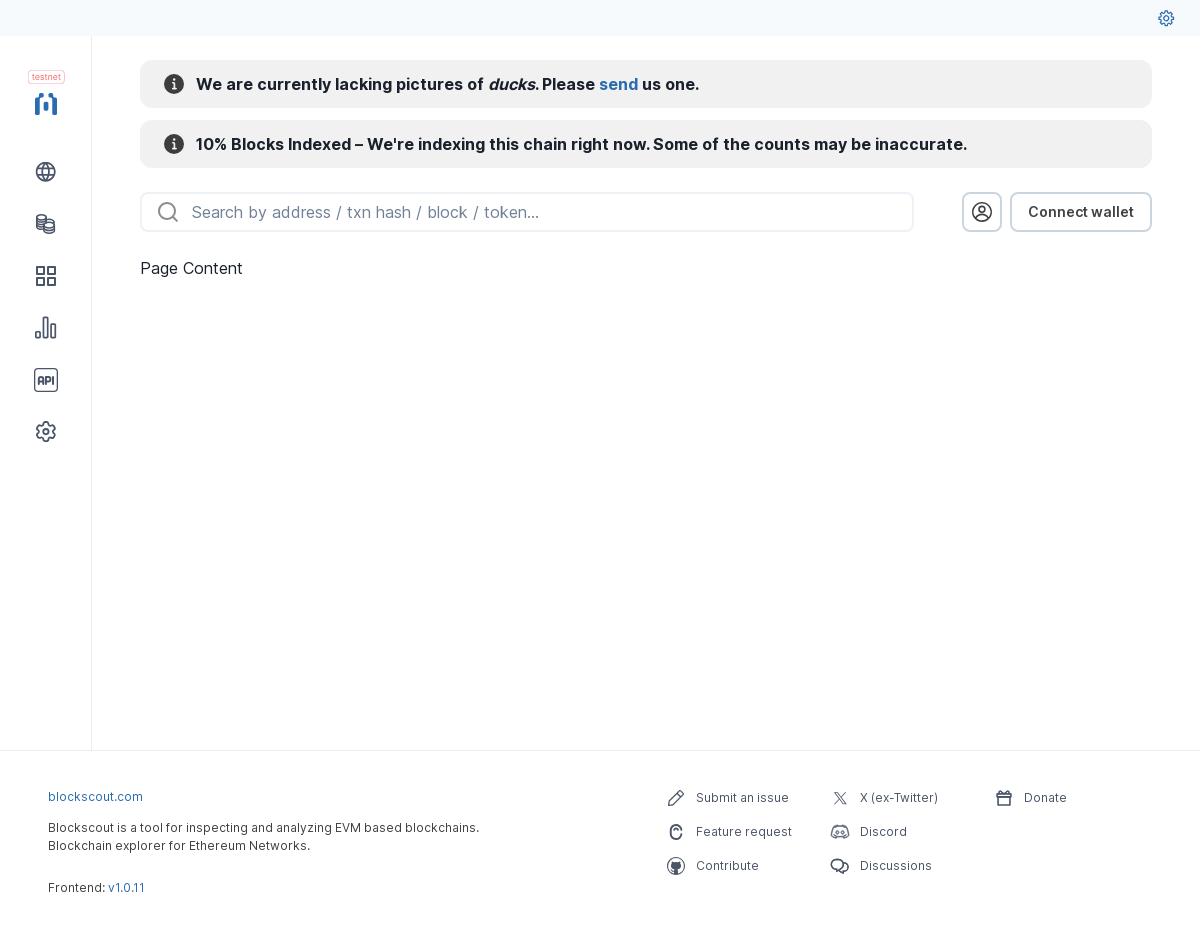 testnet
We are currently lacking pictures of ducks. Please send us one.
10% Blocks Indexed – We're indexing this chain right now. Some of the counts may be inaccurate.
Search by address / txn hash / block / token...
Connect wallet
API
Page Content
blockscout.com
Blockscout is a tool for inspecting and analyzing EVM based blockchains.
Blockchain explorer for Ethereum Networks.
Frontend: v1.0.11
Submit an issue
Feature request
Contribute
X (ex-Twitter)
Discord
Discussions
Donate